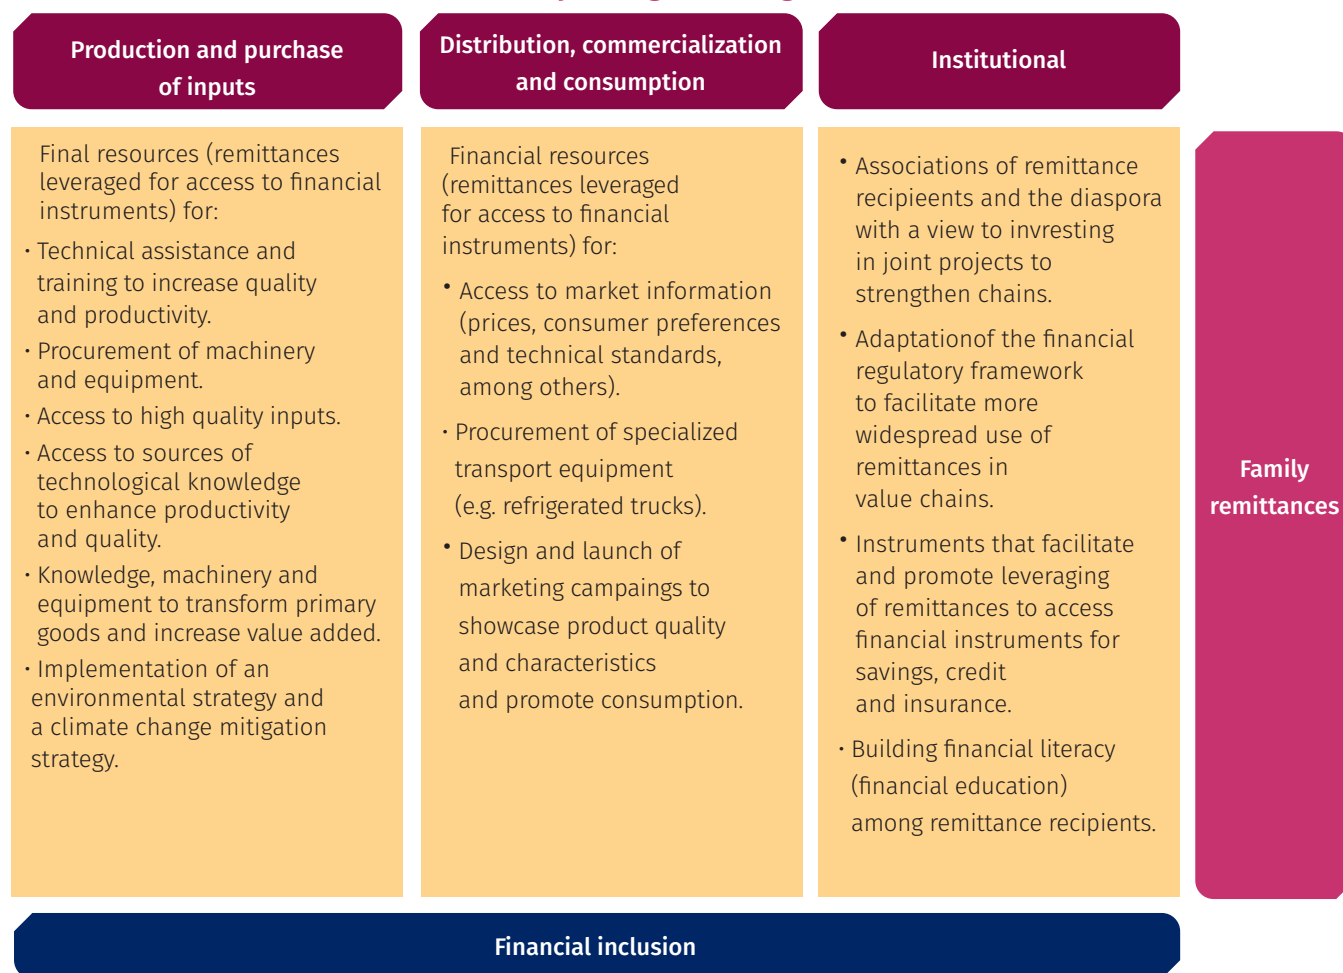 Production and purchase
of inputs
Final resources (remittances
leveraged for access to financial
instruments) for:
· Technical assistance and
training to increase quality
and productivity.
· Procurement of machinery
and equipment.
· Access to high quality inputs.
· Access to sources of
technological knowledge
to enhance productivity
and quality.
· Knowledge, machinery and
equipment to transform primary
goods and increase value added.
· Implementation of an
environmental strategy and
a climate change mitigation
strategy.
Distribution, commercialization
and consumption
Financial resources
(remittances leveraged
for access to financial
instruments) for:
• Access to market information
(prices, consumer preferences
and technical standards,
among others).
· Procurement of specialized
transport equipment
(e.g. refrigerated trucks).
• Design and launch of
marketing campaings to
showcase product quality
and characteristics
and promote consumption.
Institutional
• Associations of remittance
recipieents and the diaspora
with a view to invresting
in joint projects to
strengthen chains.
• Adaptationof the financial
regulatory framework
to facilitate more
widespread use of
remittances in
value chains.
• Instruments that facilitate
and promote leveraging
of remittances to access
financial instruments for
savings, credit
and insurance.
· Building financial literacy
(financial education)
among remittance recipients.
Family
remittances
Financial inclusion